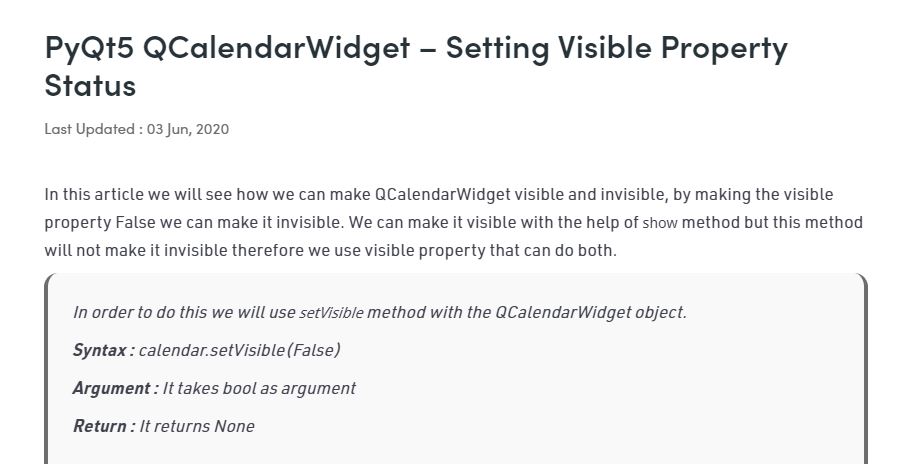 PyQt5 QCalendarWidget – Setting Visible Property
Status
Last Updated : 03 Jun, 2020
In this article we will see how we can make QCalendarWidget visible and invisible, by making the visible
property False we can make it invisible. We can make it visible with the help of show method but this method
will not make it invisible therefore we use visible property that can do both.
In order to do this we will use setVisible method with the QCalendarWidget object.
Syntax : calendar.setVisible(False)
Argument : It takes bool as argument
Return : It returns None